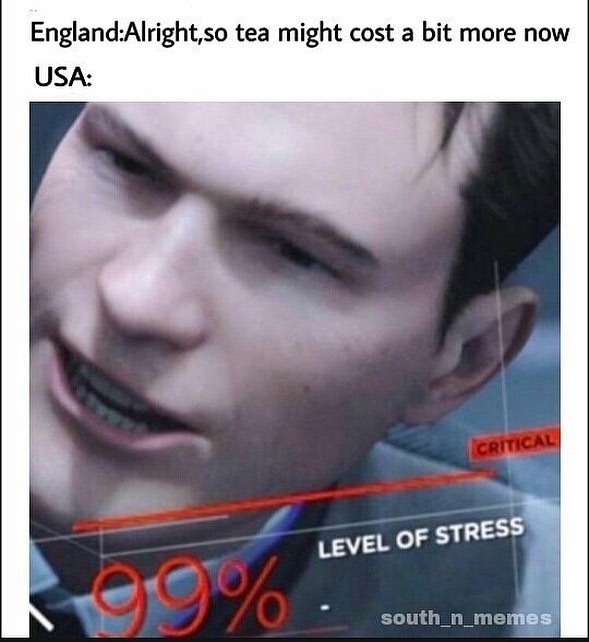 England:Alright,so tea might cost a bit more now
USA:
CRITICAL
LEVEL OF STRESS
99%
south_n_memes